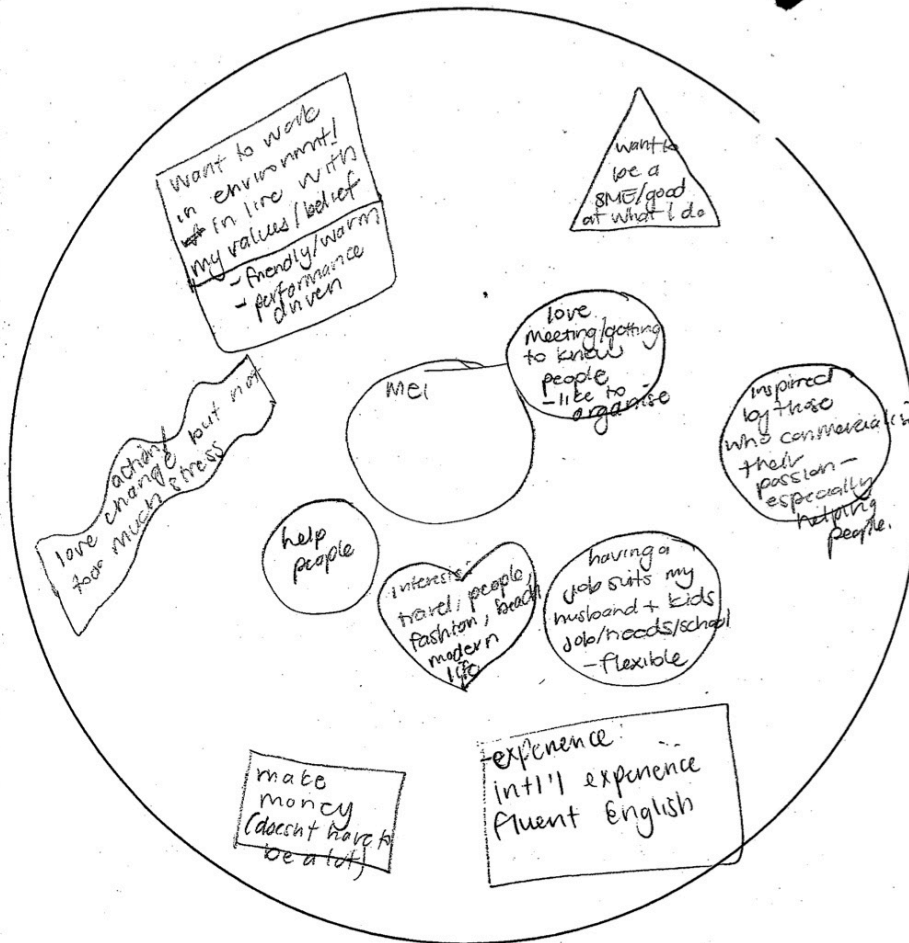 want to work
in environmnt!
in line with
my values/belief
- friendly/warm
- performance
driven
want to
be a
SME/good
at what I do
love
meeting/getting
to know
people
- like to
organise
ME!
inspired
by those
who commercialise
their
passion -
especially
helping
people.
action!
love change but not
too much stress
help
people
interests:
travel, people,
fashion, beach
modern
life
having a
job suits my
husband + kids
job/needs/school
- flexible
make
money
(doesnt have to
be a lot)
- experience:
intl'l experience
fluent English